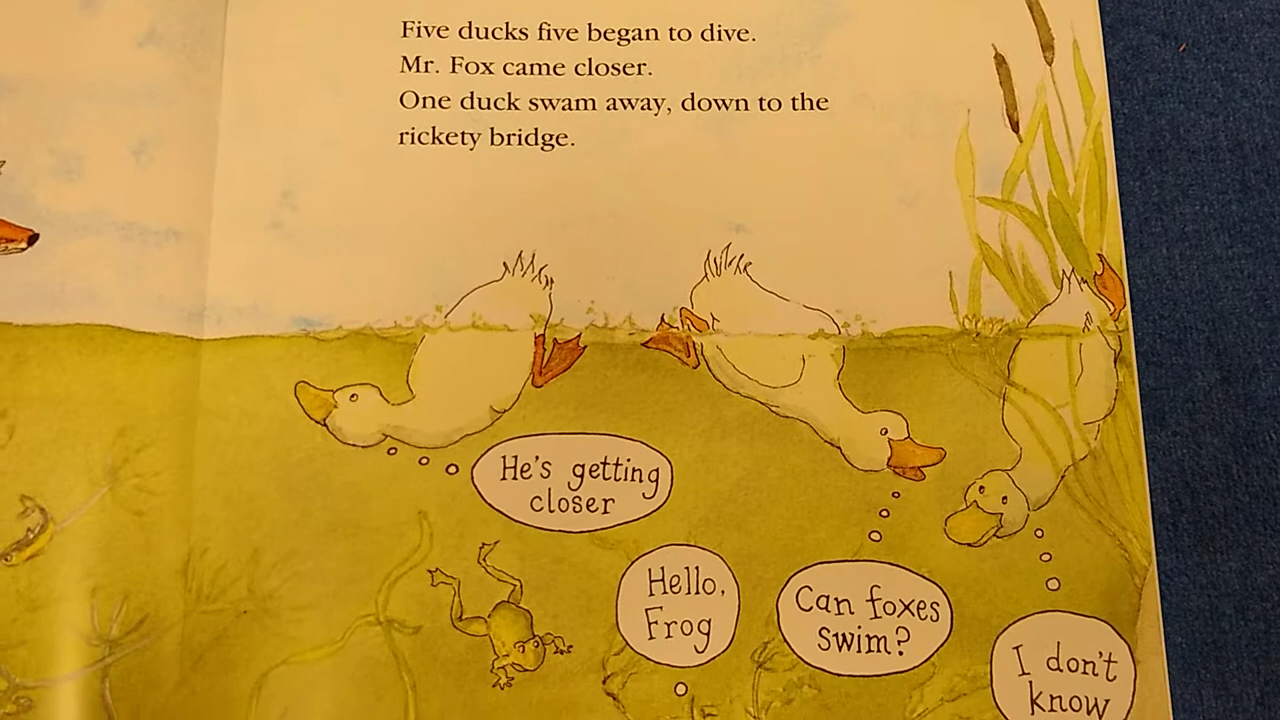 Five ducks five began to dive.
Mr. Fox came closer.
One duck swam away, down to the
rickety bridge.
He's getting
closer
Hello,
Frog
Can foxes
swim?
I don't
know